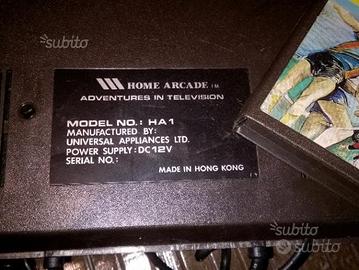 subito
HOME ARCADE TM
ADVENTURES IN TELEVISION
MODEL NO.: HA1
MANUFACTURED BY:
UNIVERSAL APPLIANCES LTD.
POWER SUPPLY: DC12V
SERIAL NO.:
MADE IN HONG KONG
subito
subito